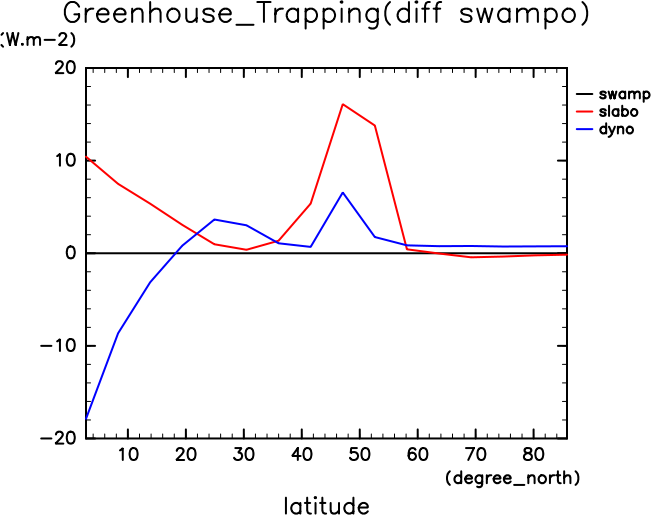 Greenhouse_Trapping(diff swampo)
(W.m-2)
20
10
0
-10
-20
swamp
slabo
dyno
10 20 30 40 50 60 70 80
(degree_north)
latitude